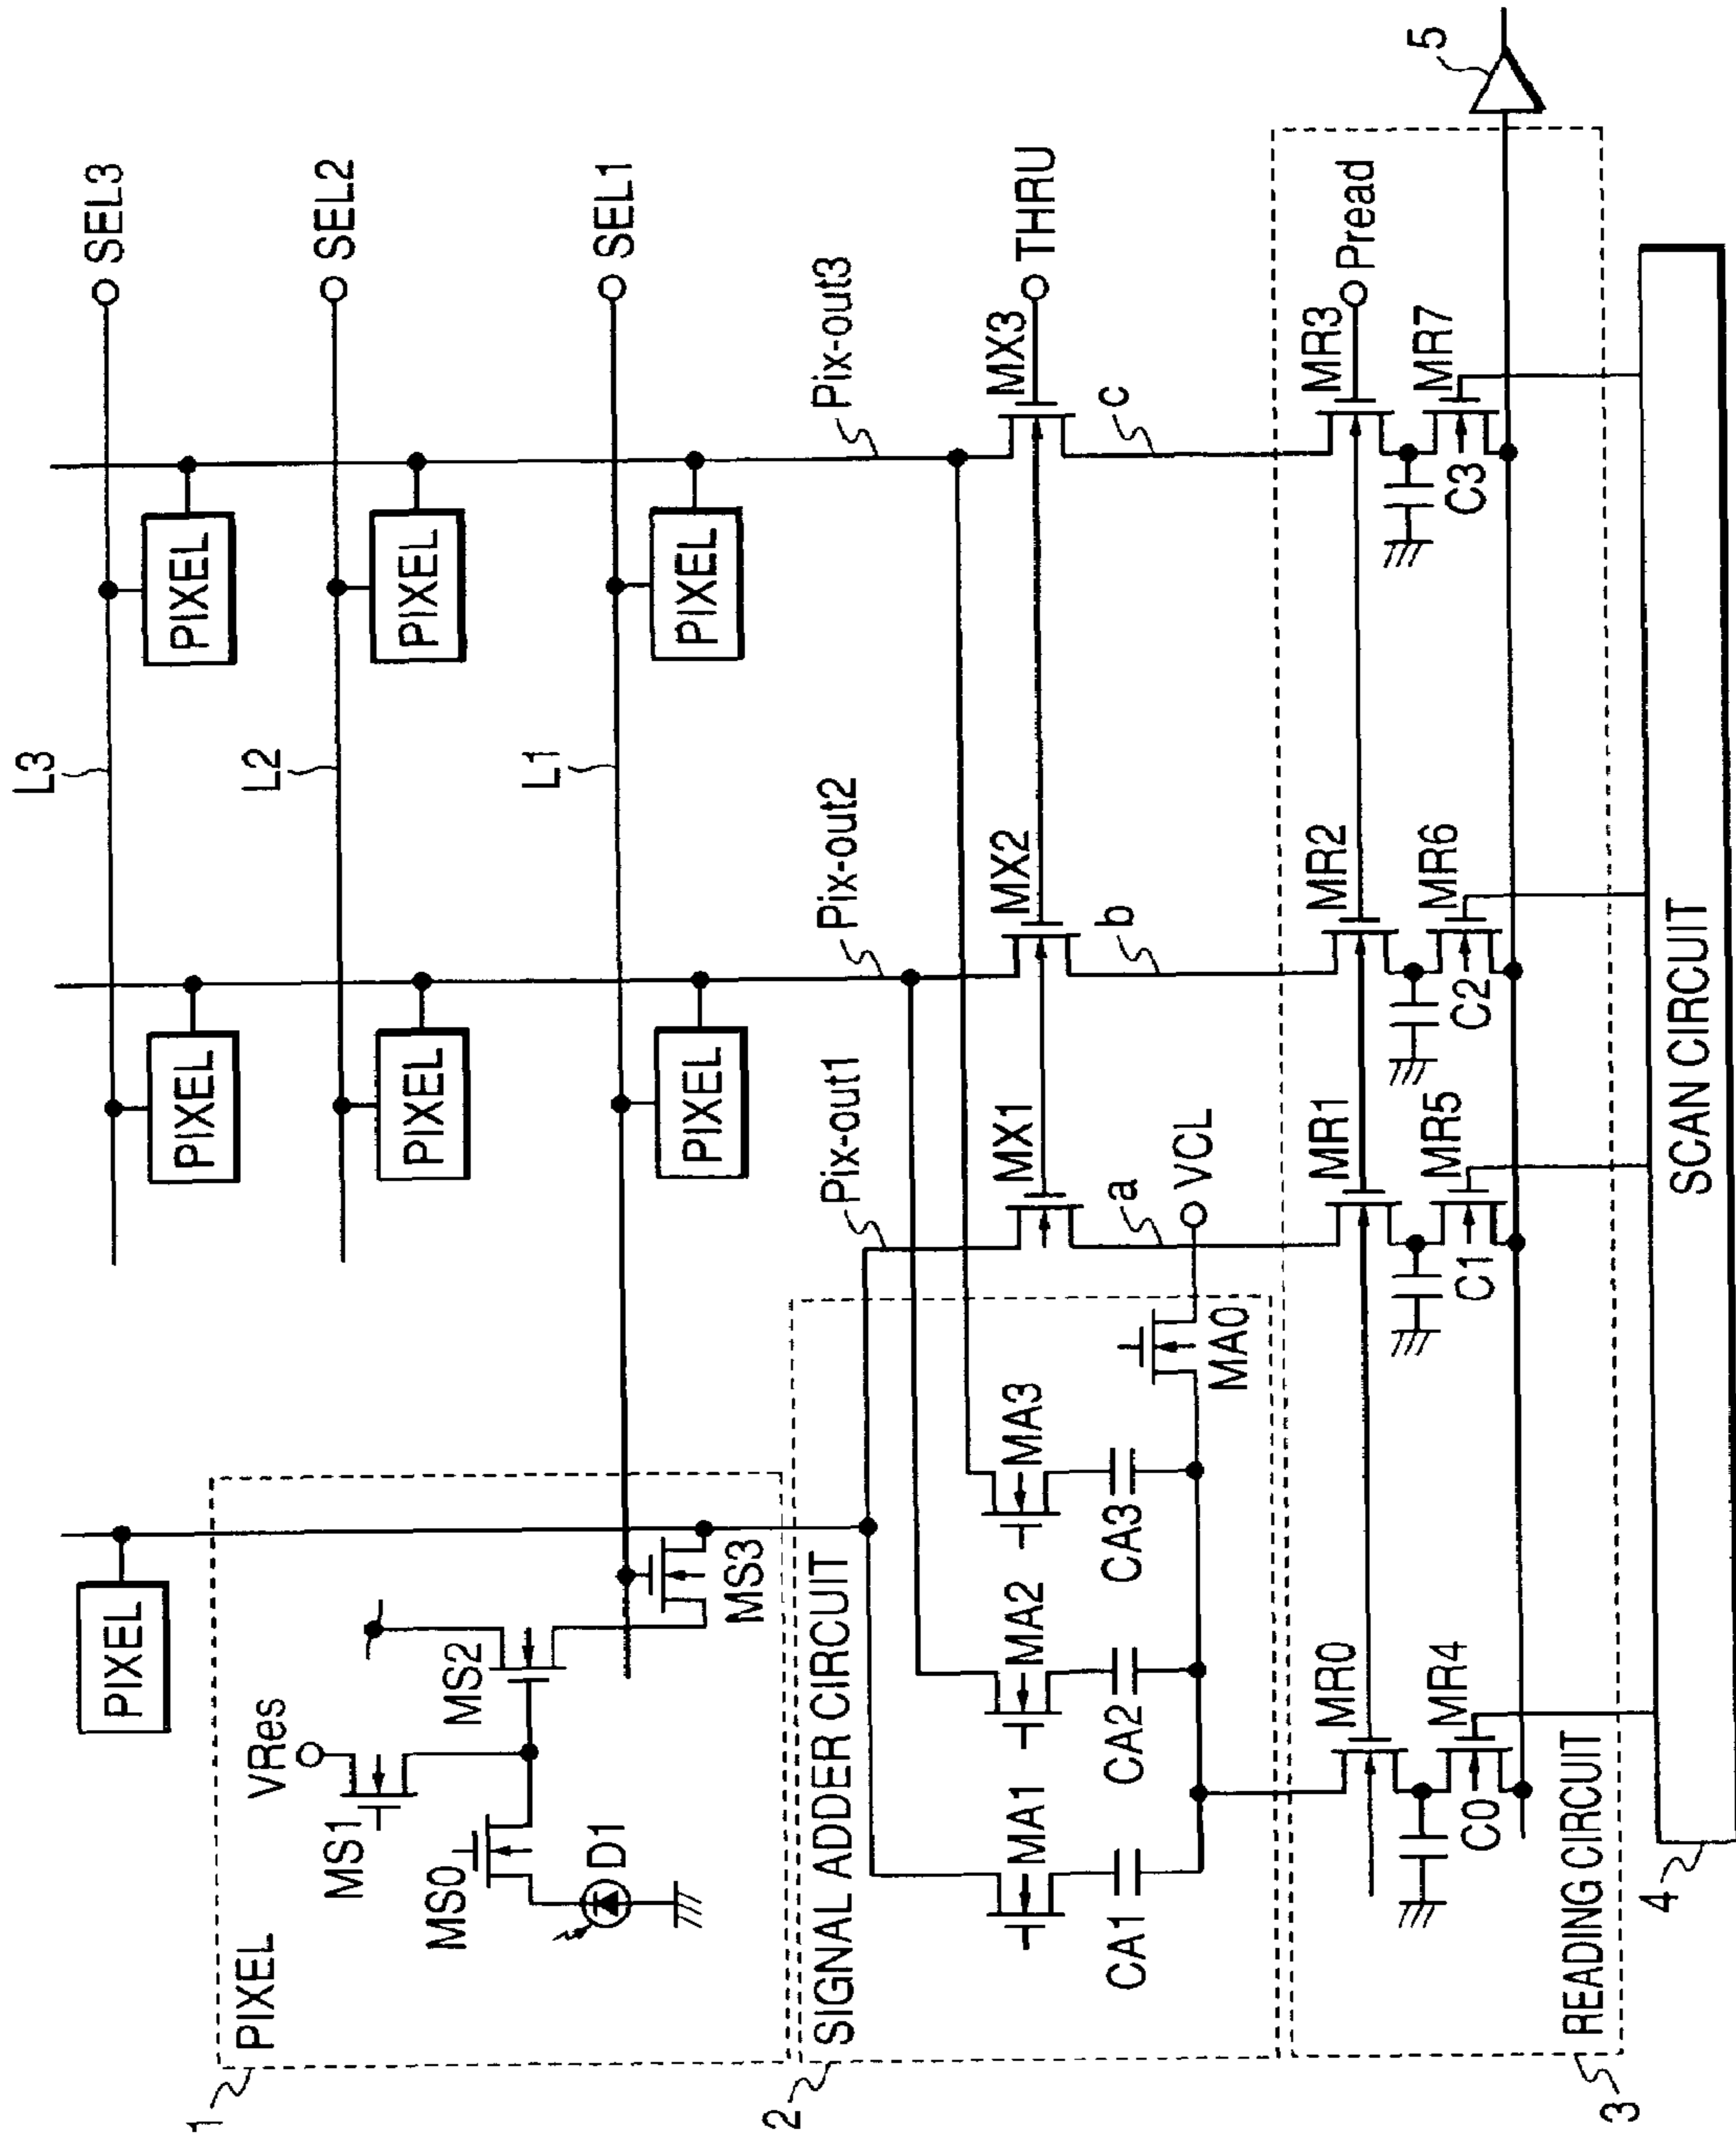 L3
SEL3
PIXEL
PIXEL
PIXEL
L2
SEL2
PIXEL
PIXEL
L1
SEL1
PIXEL
PIXEL
1
PIXEL
VRes
MS1
MS2
MS0
D1
MS3
Pix-out1
Pix-out2
Pix-out3
2
SIGNAL ADDER CIRCUIT
MA1
MA2
MA3
CA1
CA2
CA3
MA0
VCL
MX1
MX2
MX3
THRU
a
b
c
MR0
MR1
MR2
MR3
Pread
C0
MR4
C1
MR5
C2
MR6
C3
MR7
5
READING CIRCUIT
3
4
SCAN CIRCUIT